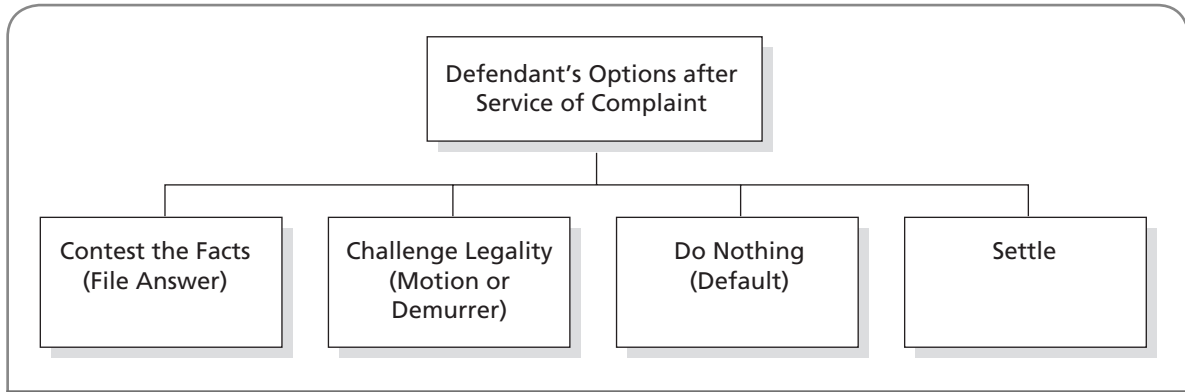 Defendant’s Options after
Service of Complaint
Contest the Facts
(File Answer)
Challenge Legality
(Motion or
Demurrer)
Do Nothing
(Default)
Settle